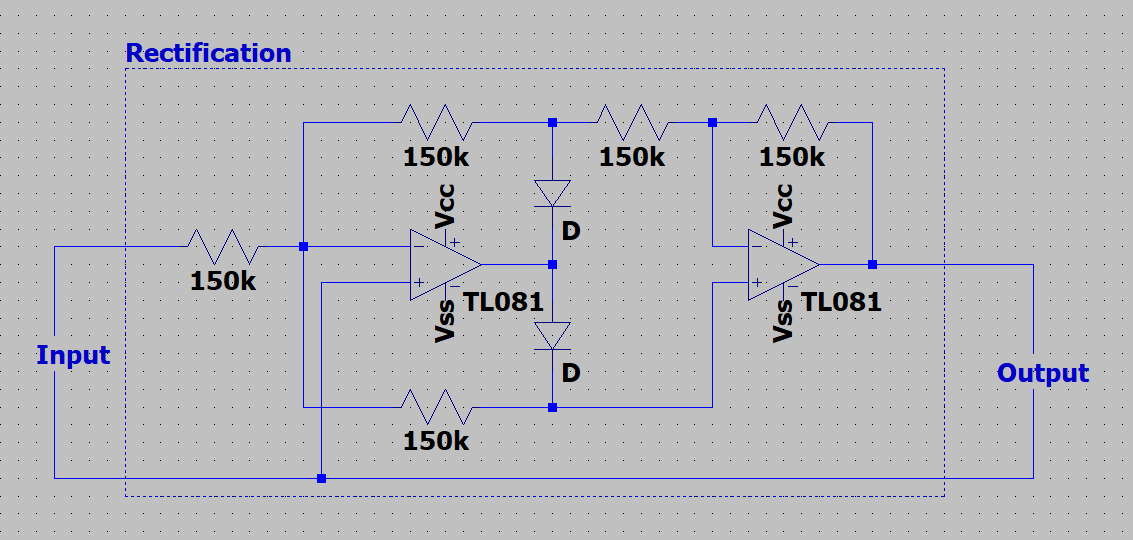 Rectification
150k
150k
150k
Vcc
Vcc
D
150k
TL081
TL081
Vss
Vss
Input
Output
D
150k